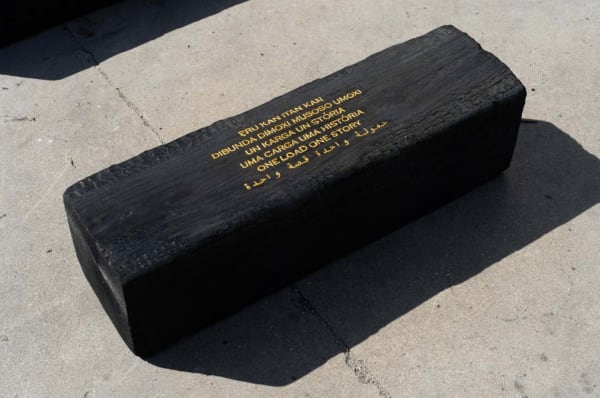 ẸRU KAN ITAN KAN
DIBUNDA DIMOXI MUSOSO UMOXI
UN KARGA UN STÓRIA
UMA CARGA UMA HISTÓRIA
ONE LOAD ONE STORY
حمولة واحدة قصة واحدة